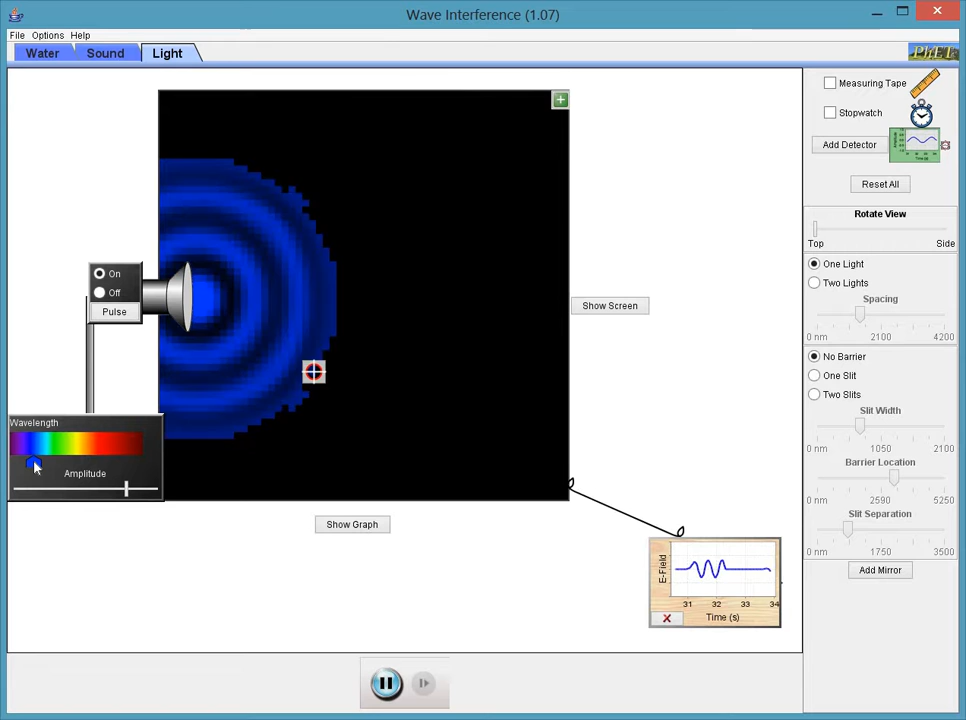 Wave Interference (1.07)
File Options Help
Water Sound Light
PhET
Measuring Tape
Stopwatch
Add Detector
Reset All
Rotate View
Top Side
One Light
Two Lights
Spacing
0 nm 2100 4200
No Barrier
One Slit
Two Slits
Slit Width
0 nm 1050 2100
Barrier Location
0 nm 2590 5250
Slit Separation
0 nm 1750 3500
Add Mirror
On
Off
Pulse
Show Screen
Wavelength
Amplitude
Show Graph
E-Field
31 32 33 34
Time (s)